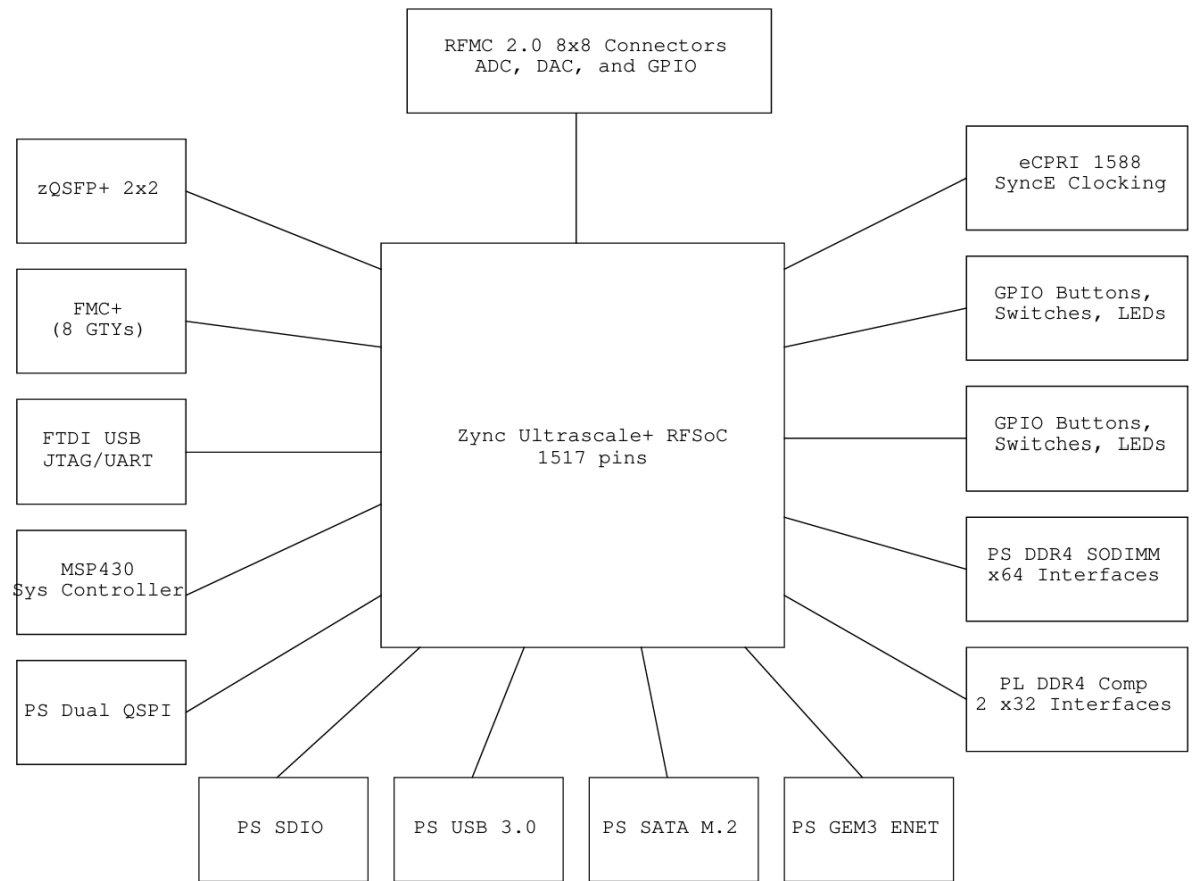 RFMC 2.0 8x8 Connectors
ADC, DAC, and GPIO
zQSFP+ 2x2
eCPRI 1588
SyncE Clocking
FMC+
(8 GTYs)
GPIO Buttons,
Switches, LEDs
FTDI USB
JTAG/UART
Zync Ultrascale+ RFSoC
1517 pins
GPIO Buttons,
Switches, LEDs
MSP430
Sys Controller
PS DDR4 SODIMM
x64 Interfaces
PS Dual QSPI
PL DDR4 Comp
2 x32 Interfaces
PS SDIO
PS USB 3.0
PS SATA M.2
PS GEM3 ENET